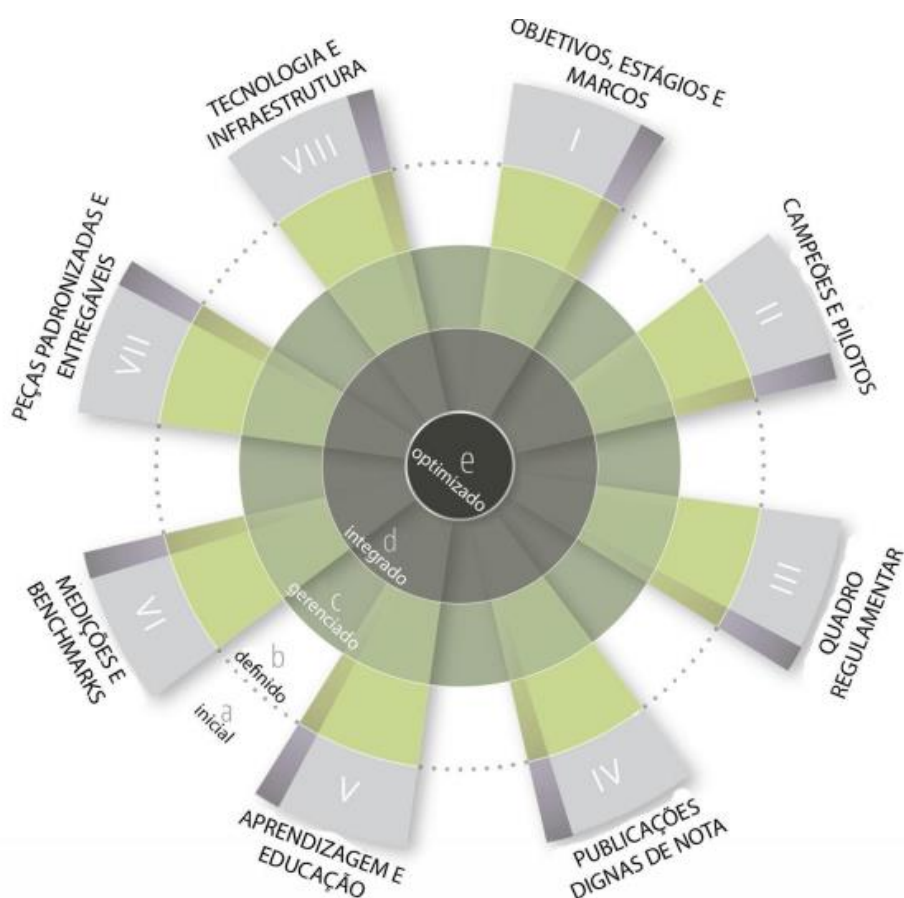 OBJETIVOS, ESTÁGIOS E
MARCOS
I
CAMPEÕES E PILOTOS
II
QUADRO
REGULAMENTAR
III
PUBLICAÇÕES
DIGNAS DE NOTA
IV
APRENDIZAGEM E
EDUCAÇÃO
V
MEDIÇÕES E
BENCHMARKS
VI
PEÇAS PADRONIZADAS E
ENTREGÁVEIS
VII
TECNOLOGIA E
INFRAESTRUTURA
VIII
e
optimizado
d
integrado
c
gerenciado
b
definido
a
inicial